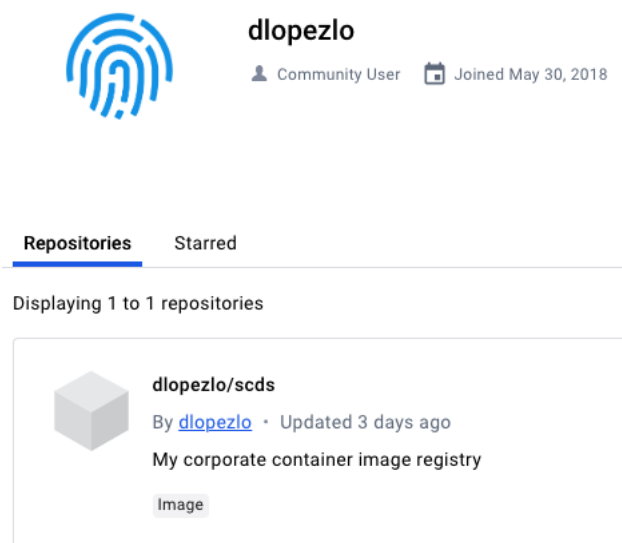 dlopezlo
Community User Joined May 30, 2018
Repositories Starred
Displaying 1 to 1 repositories
dlopezlo/scds
By dlopezlo • Updated 3 days ago
My corporate container image registry
Image